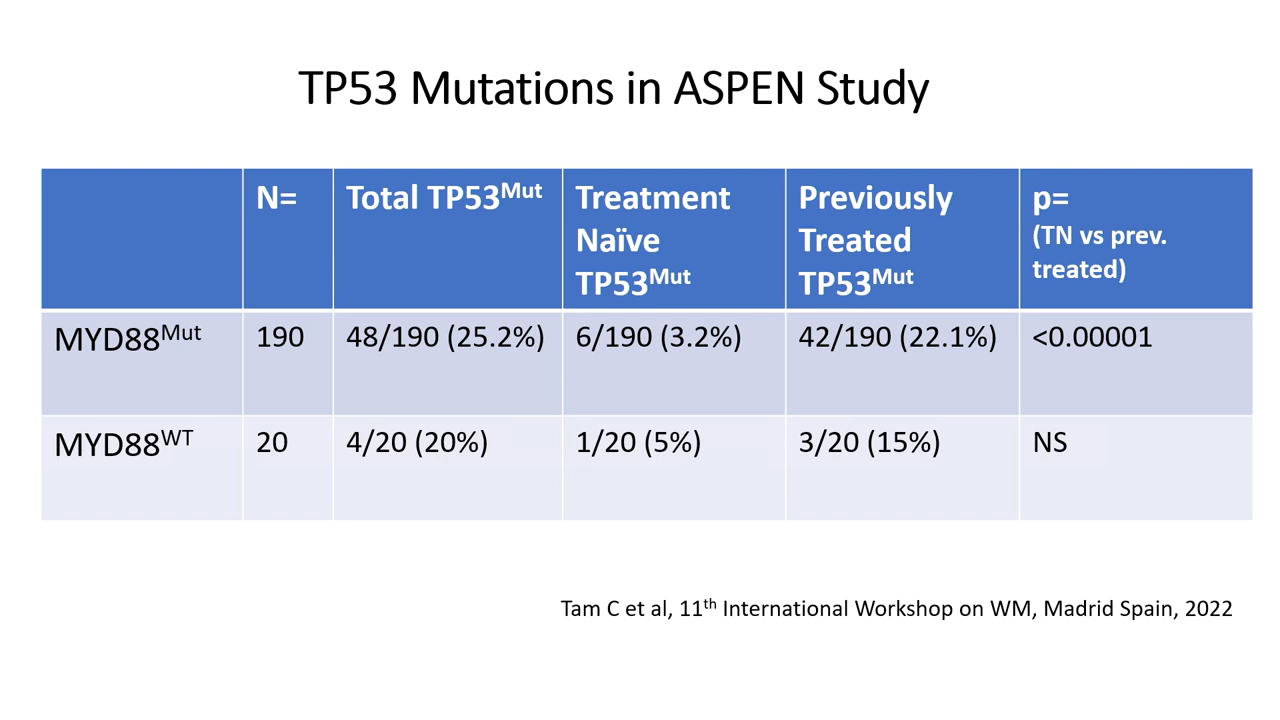 TP53 Mutations in ASPEN Study
N=
Total TP53Mut
Treatment
Naïve
TP53Mut
Previously
Treated
TP53Mut
p=
(TN vs prev.
treated)
MYD88Mut
190
48/190 (25.2%)
6/190 (3.2%)
42/190 (22.1%)
<0.00001
MYD88WT
20
4/20 (20%)
1/20 (5%)
3/20 (15%)
NS
Tam C et al, 11th International Workshop on WM, Madrid Spain, 2022